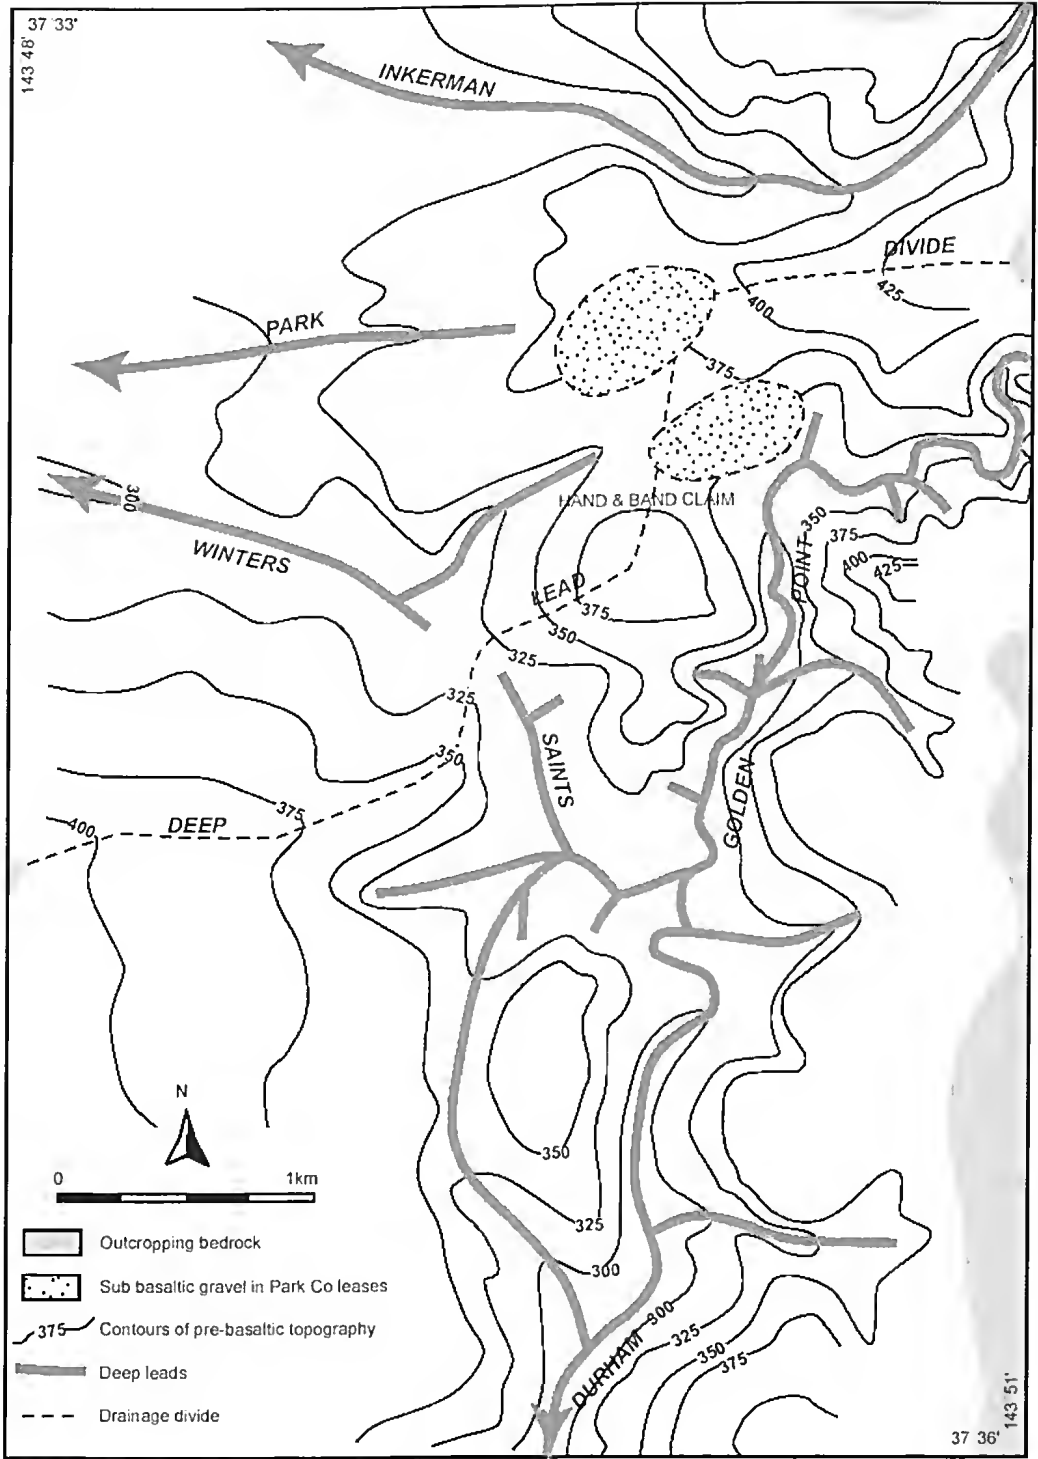 37 33'
143 48'
INKERMAN
DIVIDE
425
400
PARK
375
300
HAND & BAND CLAIM
WINTERS
350
375
400
425
POINT
LEAD
375
350
325
325
350
SAINTS
GOLDEN
375
400
DEEP
N
350
0 1km
325
300
Outcropping bedrock
Sub basaltic gravel in Park Co leases
375 Contours of pre-basaltic topography
Deep leads
Drainage divide
DURHAM
300
325
350
375
143 51'
37 36'